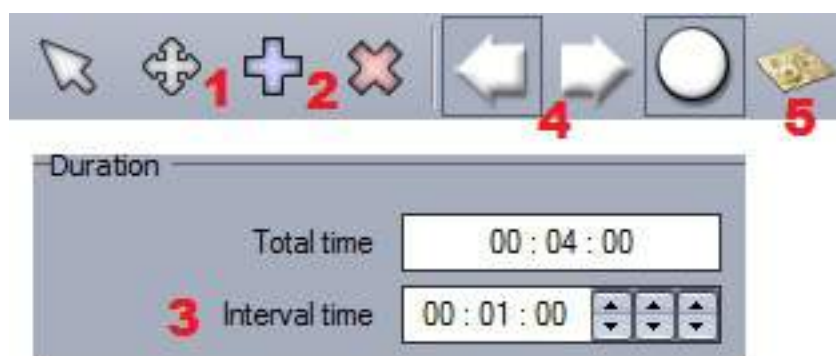 1 2 4 5
Duration
Total time 00 : 04 : 00
3 Interval time 00 : 01 : 00